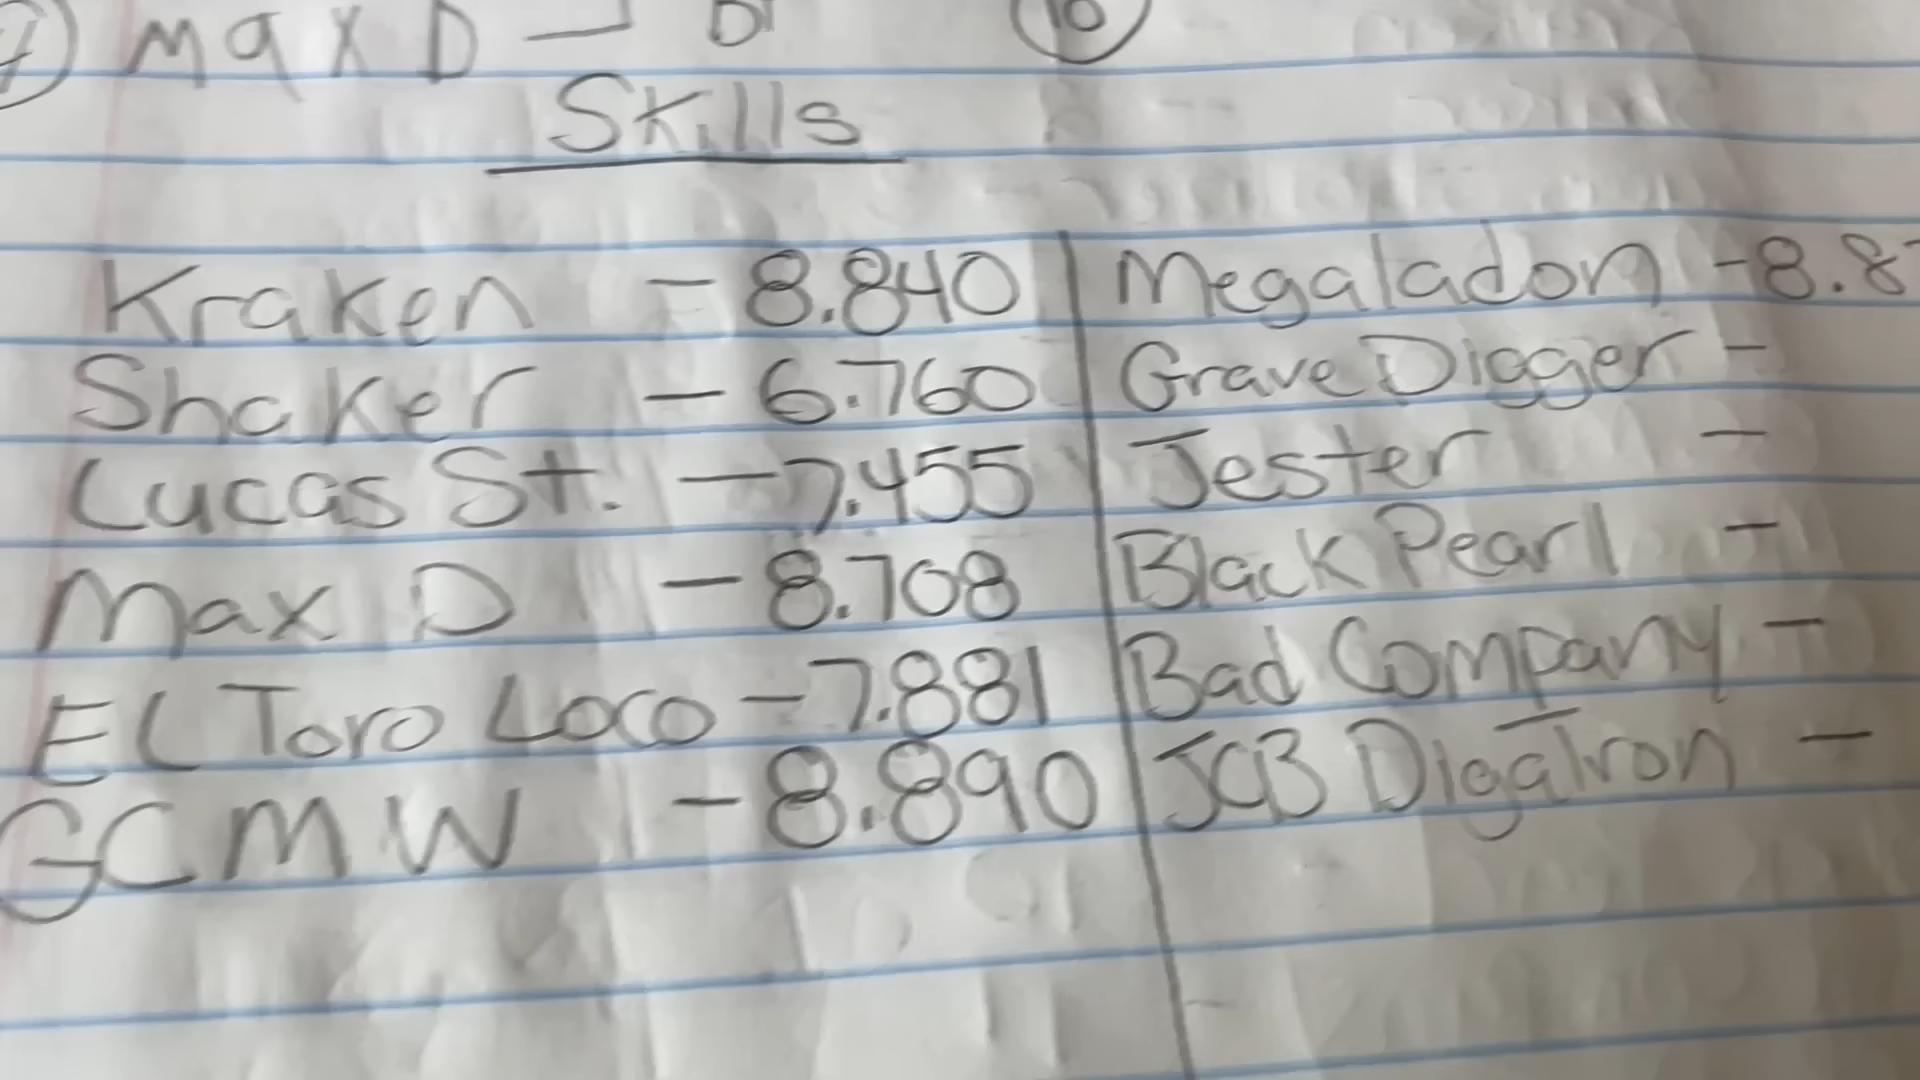 Max D
Skills
Kraken - 8.840
Shaker - 6.760
Lucas St. - 7.455
Max D - 8.708
EL Toro Loco - 7.881
GCMW - 8.890
Megaladon - 8.8
Grave Digger -
Jester -
Black Pearl -
Bad Company -
JCB Digatron -